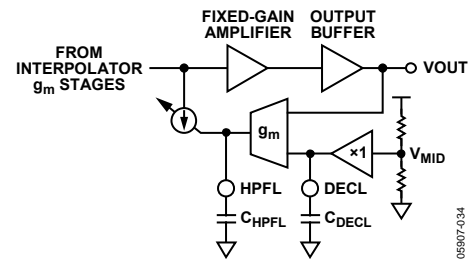 FIXED-GAIN
AMPLIFIER
OUTPUT
BUFFER
FROM
INTERPOLATOR
gm STAGES
VOUT
gm
×1
VMID
HPFL
DECL
CHPFL
CDECL
05907-034